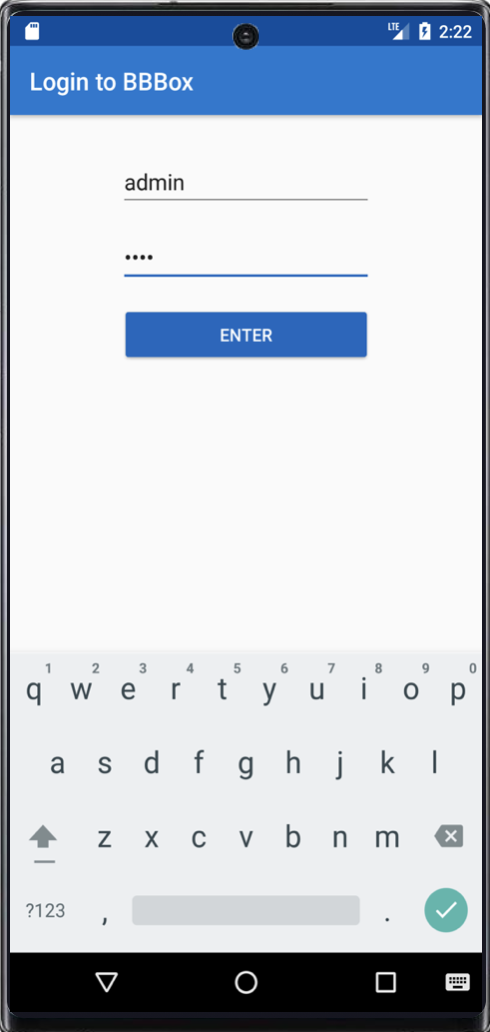 LTE 2:22
Login to BBBox
admin
••••
ENTER
1 2 3 4 5 6 7 8 9 0
q w e r t y u i o p
a s d f g h j k l
z x c v b n m
?123 , .